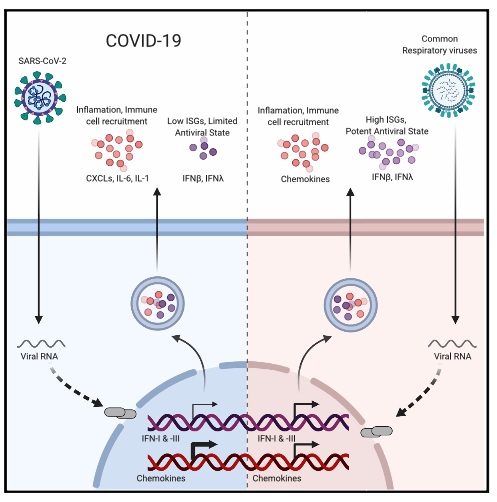 COVID-19
SARS-CoV-2
Common
Respiratory viruses
Inflamation, Immune
cell recruitment
Low ISGs, Limited
Antiviral State
CXCLs, IL-6, IL-1
IFNβ, IFNλ
Inflamation, Immune
cell recruitment
High ISGs,
Potent Antiviral State
Chemokines
IFNβ, IFNλ
Viral RNA
Viral RNA
IFN-I & -III
IFN-I & -III
Chemokines
Chemokines